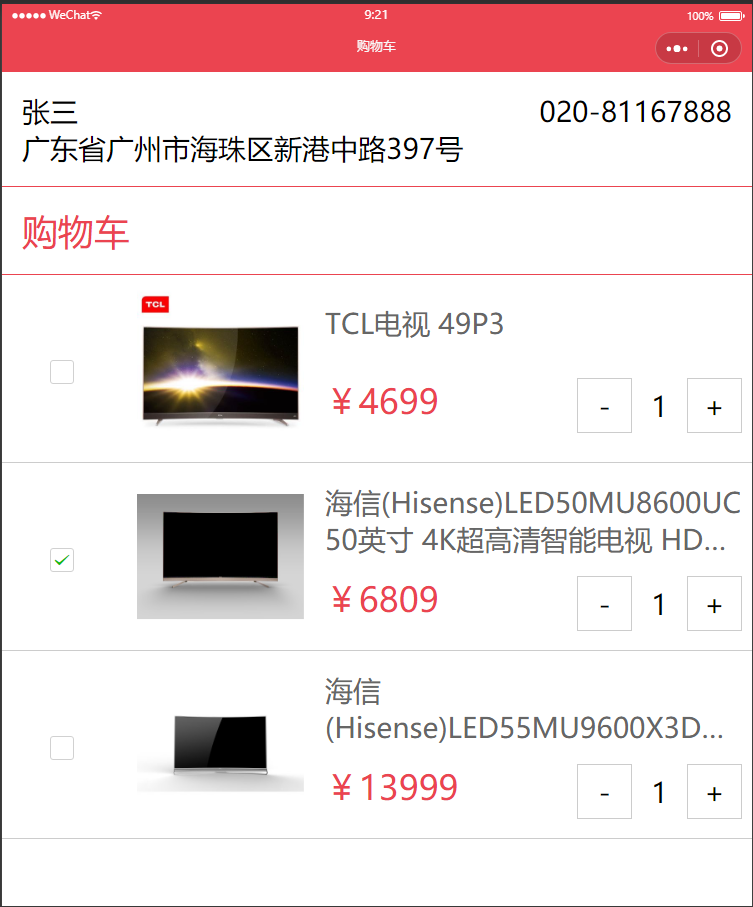 WeChat
9:21
100%
购物车
张三
020-81167888
广东省广州市海珠区新港中路397号
购物车
TCL
TCL电视 49P3
￥4699
- 1 +
海信(Hisense)LED50MU8600UC
50英寸 4K超高清智能电视 HD...
￥6809
- 1 +
海信
(Hisense)LED55MU9600X3D...
￥13999
- 1 +